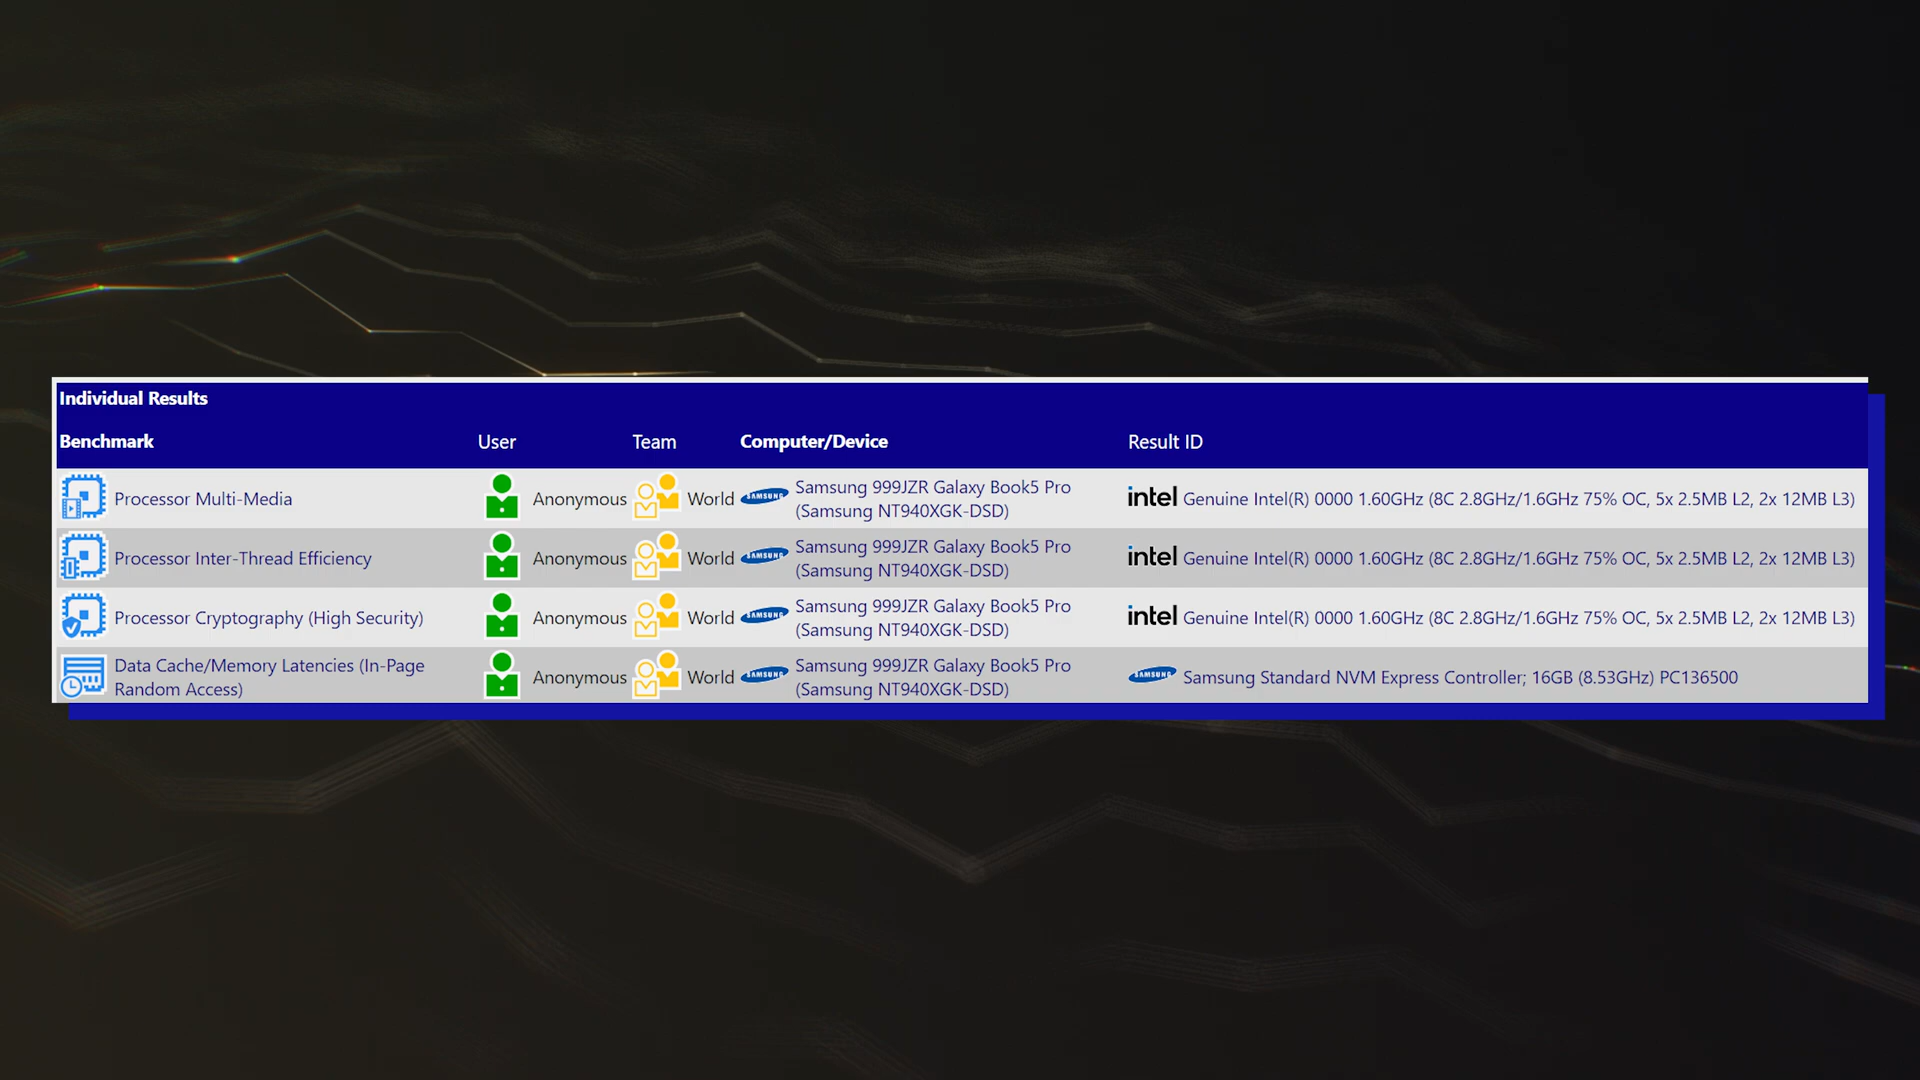 Individual Results
Benchmark User Team Computer/Device Result ID
Processor Multi-Media Anonymous World SAMSUNG Samsung 999JZR Galaxy Book5 Pro
(Samsung NT940XGK-DSD) intel Genuine Intel(R) 0000 1.60GHz (8C 2.8GHz/1.6GHz 75% OC, 5x 2.5MB L2, 2x 12MB L3)
Processor Inter-Thread Efficiency Anonymous World SAMSUNG Samsung 999JZR Galaxy Book5 Pro
(Samsung NT940XGK-DSD) intel Genuine Intel(R) 0000 1.60GHz (8C 2.8GHz/1.6GHz 75% OC, 5x 2.5MB L2, 2x 12MB L3)
Processor Cryptography (High Security) Anonymous World SAMSUNG Samsung 999JZR Galaxy Book5 Pro
(Samsung NT940XGK-DSD) intel Genuine Intel(R) 0000 1.60GHz (8C 2.8GHz/1.6GHz 75% OC, 5x 2.5MB L2, 2x 12MB L3)
Data Cache/Memory Latencies (In-Page
Random Access) Anonymous World SAMSUNG Samsung 999JZR Galaxy Book5 Pro
(Samsung NT940XGK-DSD) SAMSUNG Samsung Standard NVM Express Controller; 16GB (8.53GHz) PC136500